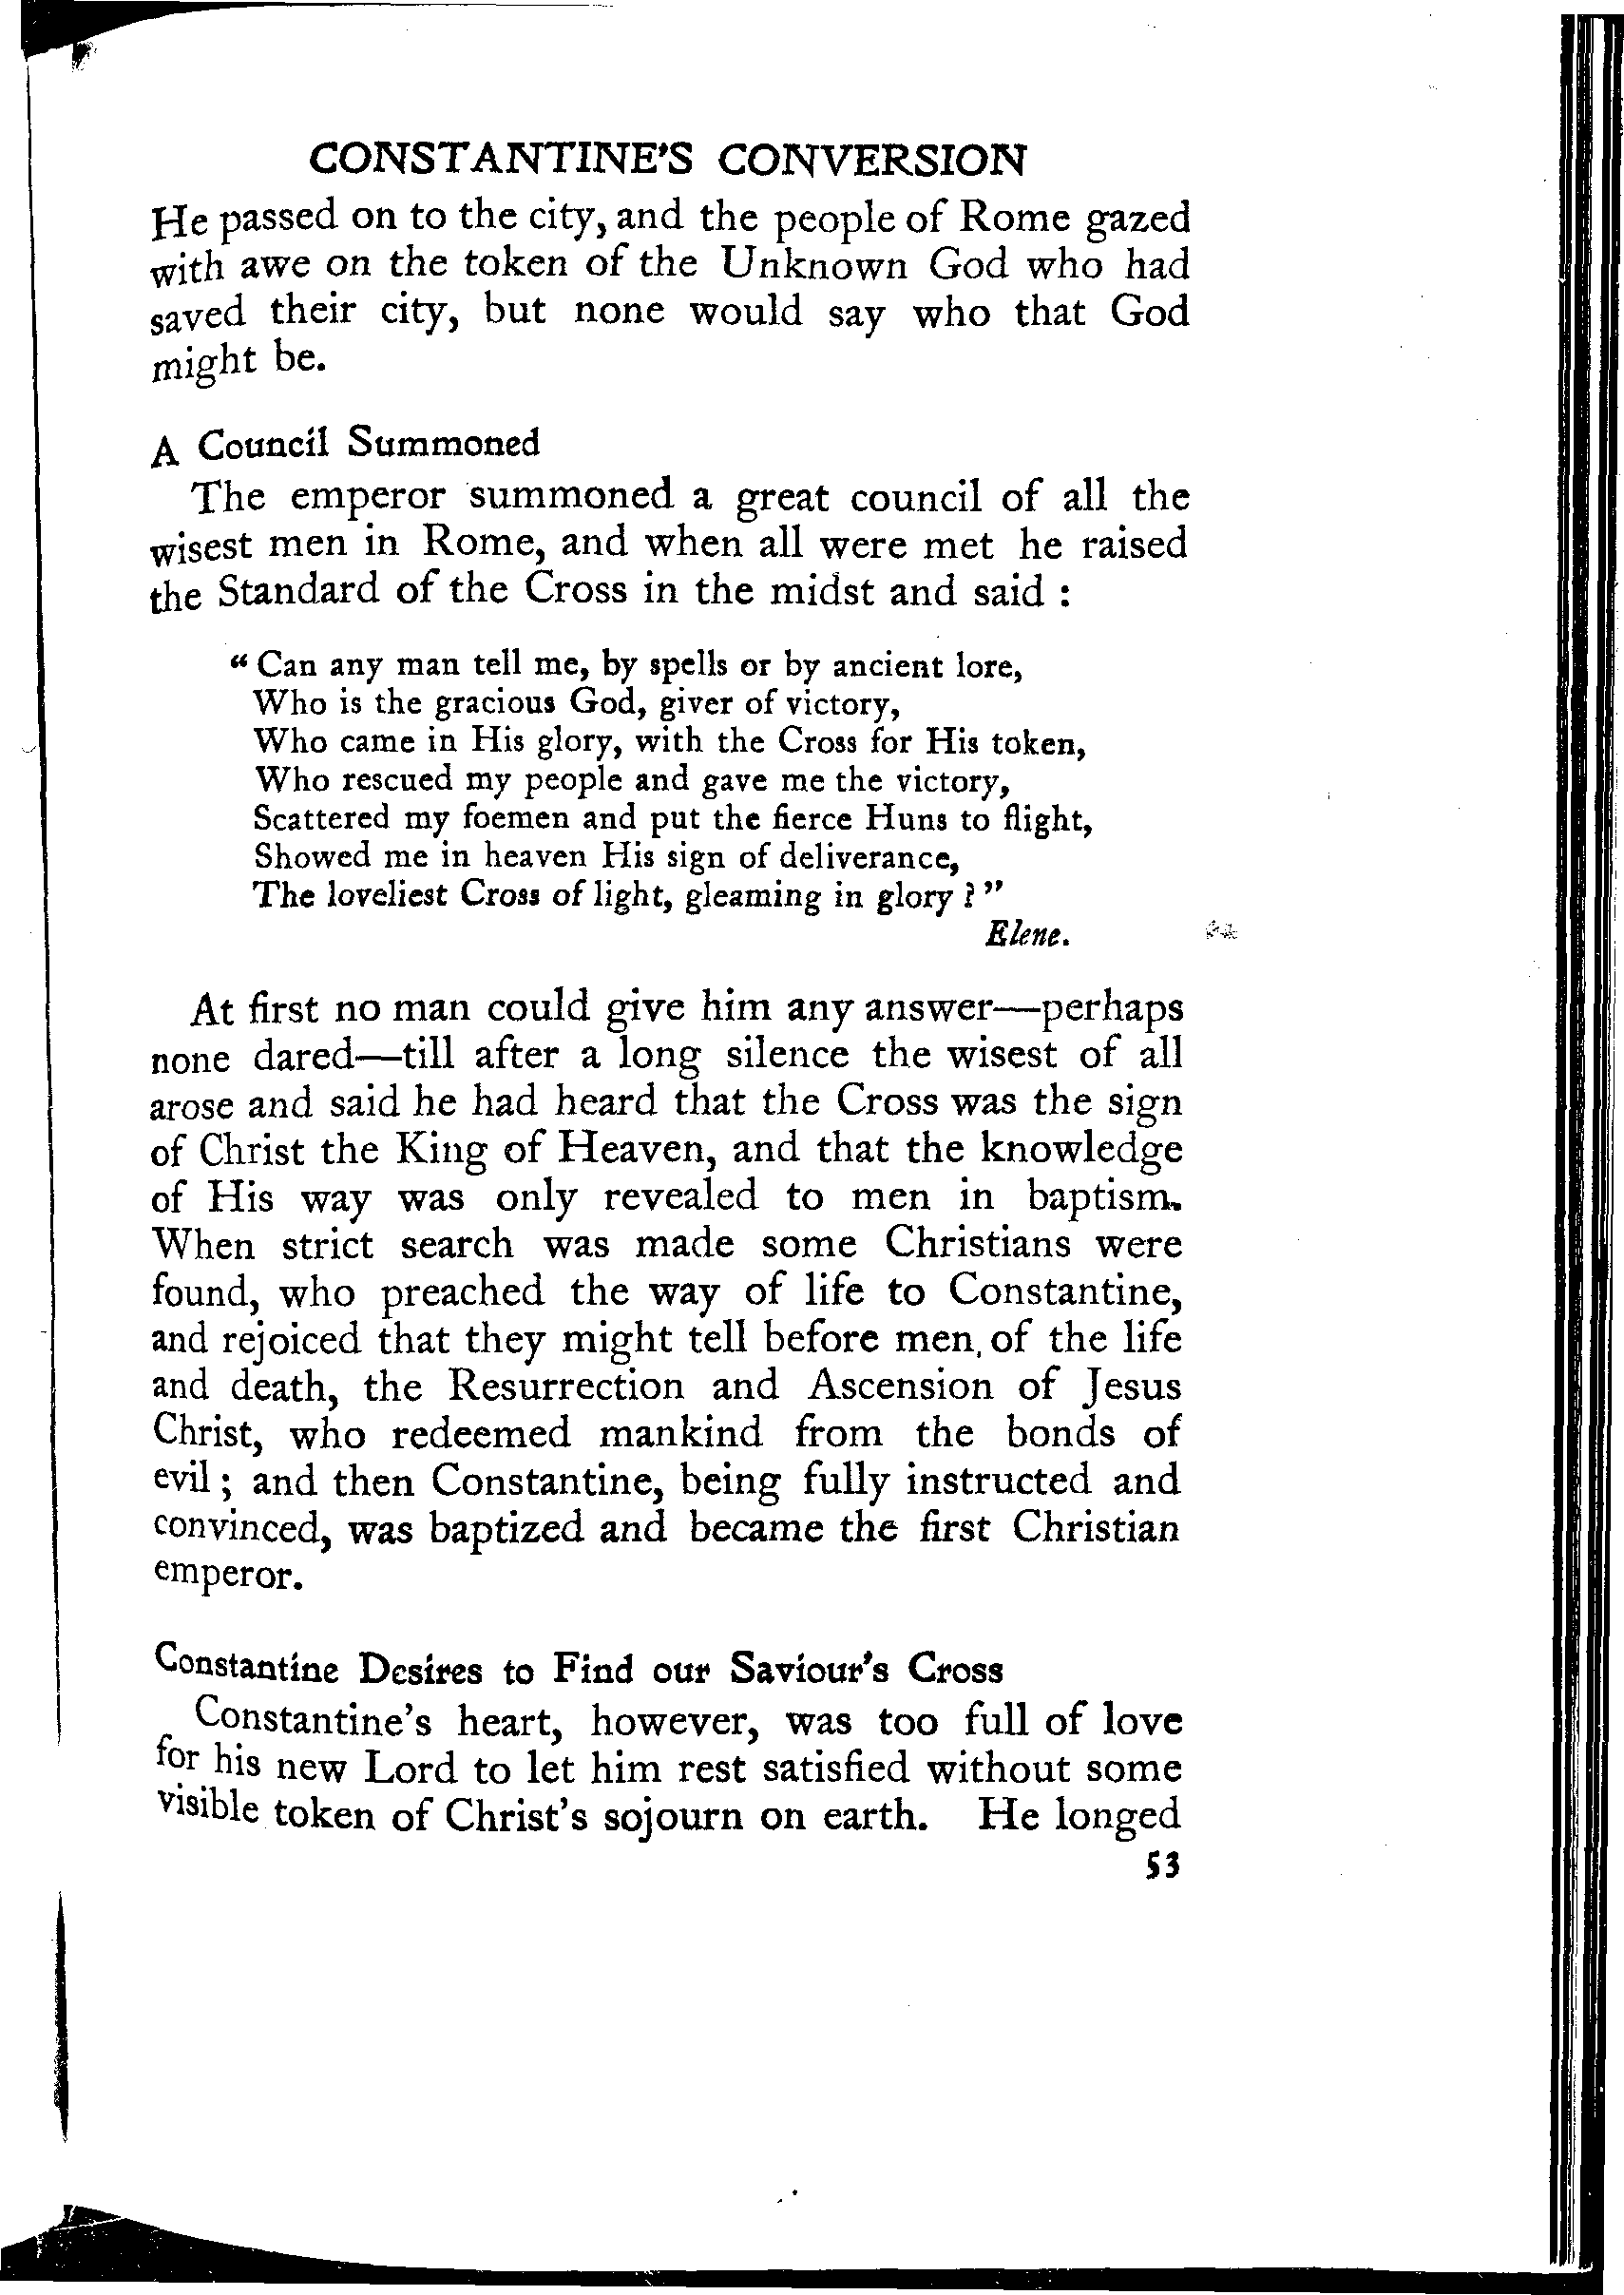 CONSTANTINE'S CONVERSION
He passed on to the city, and the people of Rome gazed
with awe on the token of the Unknown God who had
saved their city, but none would say who that God
might be.
A Council Summoned
The emperor summoned a great council of all the
wisest men in Rome, and when all were met he raised
the Standard of the Cross in the midst and said :
“ Can any man tell me, by spells or by ancient lore,
Who is the gracious God, giver of victory,
Who came in His glory, with the Cross for His token,
Who rescued my people and gave me the victory,
Scattered my foemen and put the fierce Huns to flight,
Showed me in heaven His sign of deliverance,
The loveliest Cross of light, gleaming in glory ? ”
Elene.
At first no man could give him any answer—perhaps
none dared—till after a long silence the wisest of all
arose and said he had heard that the Cross was the sign
of Christ the King of Heaven, and that the knowledge
of His way was only revealed to men in baptism.
When strict search was made some Christians were
found, who preached the way of life to Constantine,
and rejoiced that they might tell before men, of the life
and death, the Resurrection and Ascension of Jesus
Christ, who redeemed mankind from the bonds of
evil ; and then Constantine, being fully instructed and
convinced, was baptized and became the first Christian
emperor.
Constantine Desires to Find our Saviour's Cross
Constantine's heart, however, was too full of love
for his new Lord to let him rest satisfied without some
visible token of Christ's sojourn on earth. He longed
53